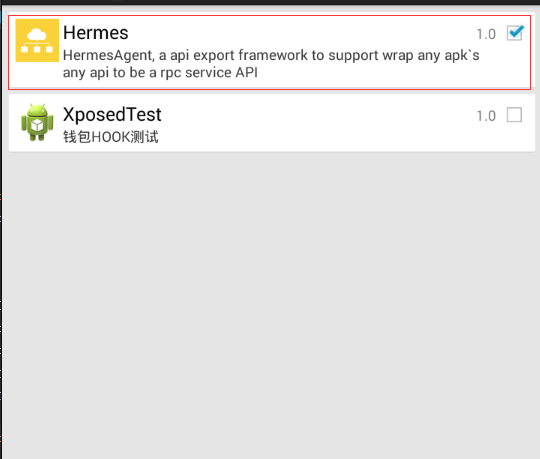 Hermes 1.0
HermesAgent, a api export framework to support wrap any apk`s
any api to be a rpc service API
XposedTest 1.0
钱包HOOK测试